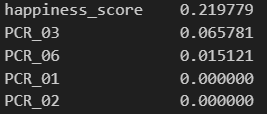 happiness_score    0.219779
PCR_03             0.065781
PCR_06             0.015121
PCR_01             0.000000
PCR_02             0.000000